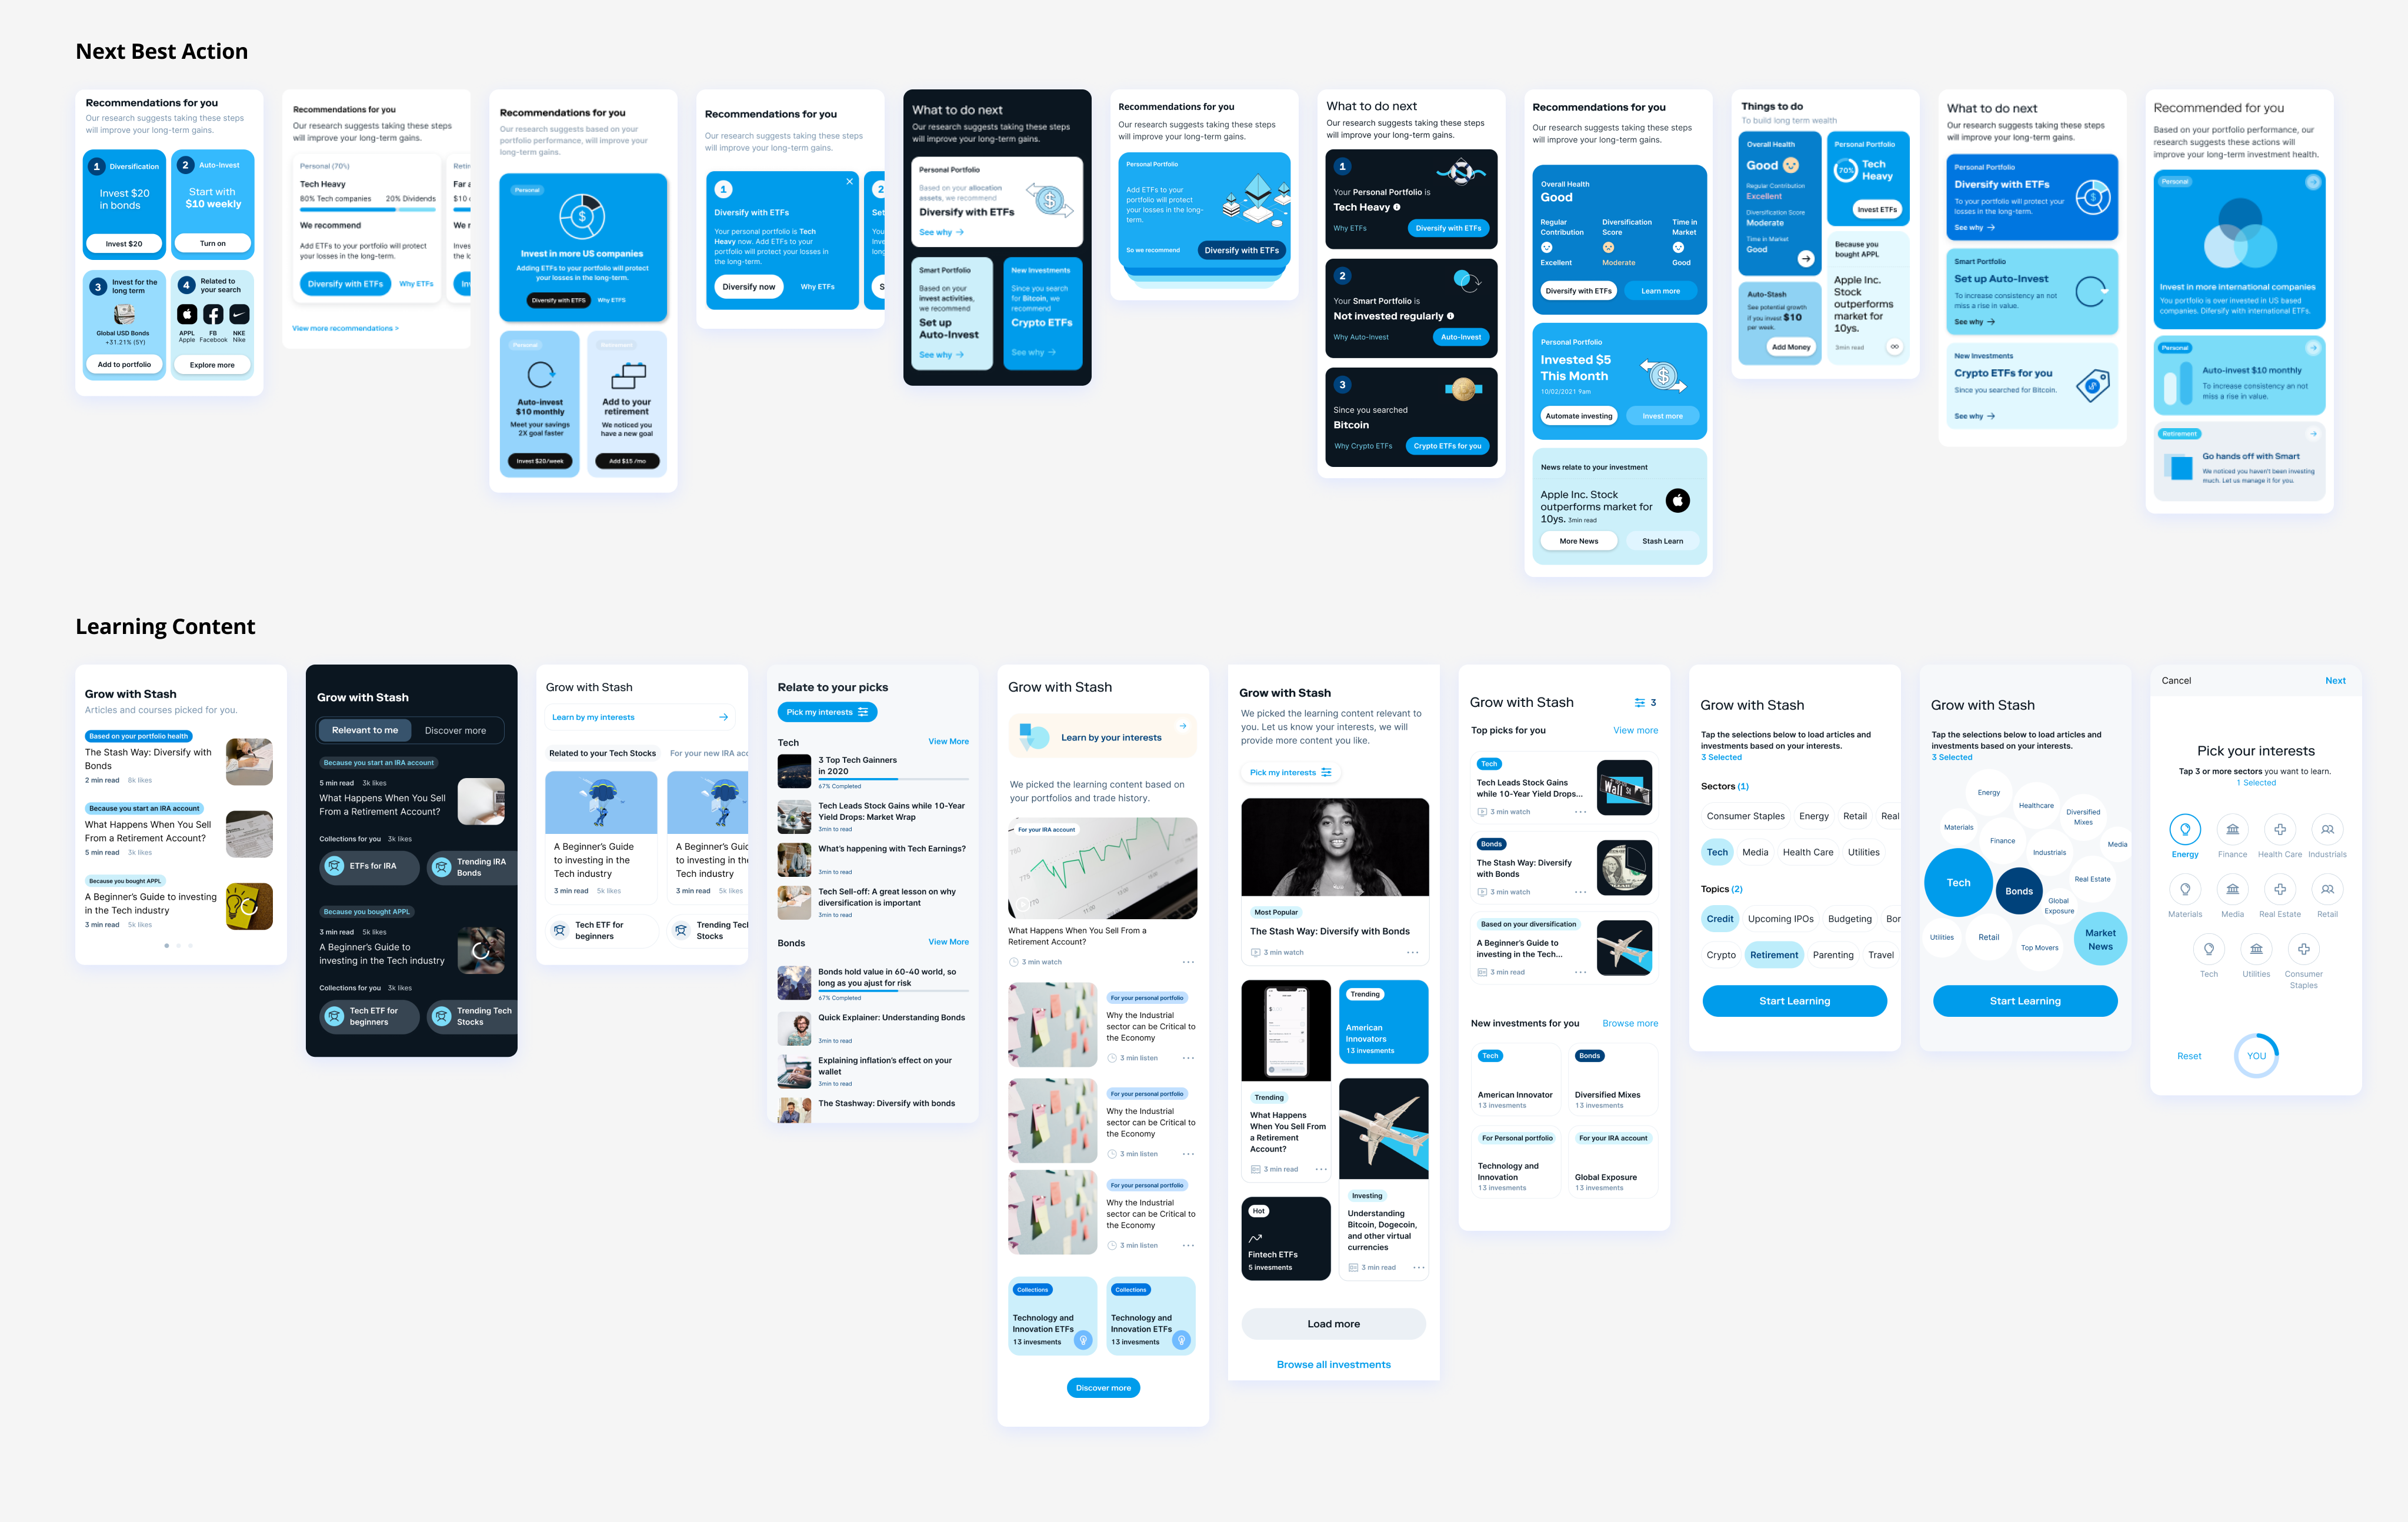 Next Best Action
Recommendations for you
Our research suggests taking these steps
will improve your long-term gains.
1 Diversification
Invest $20
in bonds
Invest $20
2 Auto-Invest
Start with
$10 weekly
Turn on
3 Invest for the
long term
Global USD Bonds
+31.21% (5Y)
Add to portfolio
4 Related to
your search
APPL
Apple
FB
Facebook
NKE
Nike
Explore more
Recommendations for you
Our research suggests taking these steps
will improve your long-term gains.
Personal (70%)
Tech Heavy
80% Tech companies 20% Dividends
We recommend
Add ETFs to your portfolio will protect
your losses in the long-term.
Diversify with ETFs Why ETFs
View more recommendations >
Recommendations for you
Our research suggests based on your
portfolio performance, will improve your
long-term gains.
Personal
Invest in more US companies
Adding ETFs to your portfolio will protect
your losses in the long-term.
Diversify with ETFS Why ETFS
Personal
Auto-invest
$10 monthly
Meet your savings
2X goal faster
Invest $20/week
Retirement
Add to your
retirement
We noticed you
have a new goal
Add $15 /mo
Recommendations for you
Our research suggests taking these steps
will improve your long-term gains.
1
Diversify with ETFs
Your personal portfolio is Tech
Heavy now. Add ETFs to your
portfolio will protect your losses in
the long-term.
Diversify now Why ETFs
2
Set
What to do next
Our research suggests taking these steps
will improve your long-term gains.
Personal Portfolio
Based on your allocation
assets, we recommend
Diversify with ETFs
See why
Smart Portfolio
Based on your
invest activities,
we recommend
Set up
Auto-Invest
See why
New Investments
Since you search
for Bitcoin, we
recommend
Crypto ETFs
See why
Recommendations for you
Our research suggests taking these steps
will improve your long-term gains.
Personal Portfolio
Add ETFs to your
portfolio will protect
your losses in the long-
term.
So we recommend Diversify with ETFs
What to do next
Our research suggests taking these steps
will improve your long-term gains.
1
Your Personal Portfolio is
Tech Heavy
Why ETFs Diversify with ETFs
2
Your Smart Portfolio is
Not invested regularly
Why Auto-Invest Auto-Invest
3
Since you searched
Bitcoin
Why Crypto ETFs Crypto ETFs for you
Recommendations for you
Our research suggests taking these steps
will improve your long-term gains.
Overall Health
Good
Regular
Contribution
Excellent
Diversification
Score
Moderate
Time in
Market
Good
Diversify with ETFs Learn more
Personal Portfolio
Invested $5
This Month
10/02/2021 9am
Automate investing Invest more
News relate to your investment
Apple Inc. Stock
outperforms market for
10ys. 3min read
More News Stash Learn
Things to do
To build long term wealth
Overall Health
Good
Regular Contribution
Excellent
Diversification Score
Moderate
Time in Market
Good
Personal Portfolio
70% Tech
Heavy
Invest ETFs
Auto-Stash
See potential growth
if you invest $10
per week.
Add Money
Because you
bought APPL
Apple Inc.
Stock
outperforms
market for
10ys.
3min read
What to do next
Our research suggests taking these steps
will improve your long-term gains.
Personal Portfolio
Diversify with ETFs
To your portfolio will protect your
losses in the long-term.
See why
Smart Portfolio
Set up Auto-Invest
To increase consistency an not
miss a rise in value.
See why
New Investments
Crypto ETFs for you
Since you searched for Bitcoin.
See why
Recommended for you
Based on your portfolio performance, our
research suggests these actions will
improve your long-term investment health.
Personal
Invest in more international companies
Your portfolio is over invested in US based
companies. Difersify with international ETFs.
Personal
Auto-invest $10 monthly
To increase consistency an not
miss a rise in value.
Retirement
Go hands off with Smart
We noticed you haven't been investing
much. Let us manage it for you.
Learning Content
Grow with Stash
Articles and courses picked for you.
Based on your portfolio health
The Stash Way: Diversify with
Bonds
2 min read 8k likes
Because you start an IRA account
What Happens When You Sell
From a Retirement Account?
5 min read 3k likes
Because you bought APPL
A Beginner's Guide to investing
in the Tech industry
3 min read 5k likes
Grow with Stash
Relevant to me Discover more
Because you start an IRA account
5 min read 3k likes
What Happens When You Sell
From a Retirement Account?
Collections for you 3k likes
ETFs for IRA
Trending IRA
Bonds
Because you bought APPL
3 min read 5k likes
A Beginner's Guide to
investing in the Tech industry
Collections for you 3k likes
Tech ETF for
beginners
Trending Tech
Stocks
Grow with Stash
Learn by my interests
Related to your Tech Stocks For your new IRA acc
A Beginner's Guide
to investing in the
Tech industry
3 min read 5k likes
A Beginner's Guide
to investing in the
Tech industry
3 min read 5k likes
Tech ETF for
beginners
Trending Tec
Stocks
Relate to your picks
Pick my interests
Tech View More
3 Top Tech Gainners
in 2020
67% Completed
Tech Leads Stock Gains while 10-Year
Yield Drops: Market Wrap
3min to read
What's happening with Tech Earnings?
3min to read
Tech Sell-off: A great lesson on why
diversification is important
3min to read
Bonds View More
Bonds hold value in 60-40 world, so
long as you ajust for risk
67% Completed
Quick Explainer: Understanding Bonds
3min to read
Explaining inflation's effect on your
wallet
3min to read
The Stashway: Diversify with bonds
Grow with Stash
Learn by your interests
We picked the learning content based on
your portfolios and trade history.
For your IRA account
What Happens When You Sell From a
Retirement Account?
3 min watch
For your personal portfolio
Why the Industrial
sector can be Critical to
the Economy
3 min listen
For your personal portfolio
Why the Industrial
sector can be Critical to
the Economy
3 min listen
For your personal portfolio
Why the Industrial
sector can be Critical to
the Economy
3 min listen
Collections
Technology and
Innovation ETFs
13 invesments
Collections
Technology and
Innovation ETFs
13 invesments
Discover more
Grow with Stash
We picked the learning content relevant to
you. Let us know your interests, we will
provide more content you like.
Pick my interests
Most Popular
The Stash Way: Diversify with Bonds
3 min watch
Trending
What Happens
When You Sell From
a Retirement
Account?
3 min read
Trending
American
Innovators
13 invesments
Hot
Fintech ETFs
5 invesments
Investing
Understanding
Bitcoin, Dogecoin,
and other virtual
currencies
3 min read
Load more
Browse all investments
Grow with Stash 3
Top picks for you View more
Tech
Tech Leads Stock Gains
while 10-Year Yield Drops...
3 min watch
Wall St
Bonds
The Stash Way: Diversify
with Bonds
3 min watch
Based on your diversification
A Beginner's Guide to
investing in the Tech...
3 min read
New investments for you Browse more
Tech
American Innovator
13 invesments
Bonds
Diversified Mixes
13 invesments
For Personal portfolio
Technology and
Innovation
13 invesments
For your IRA account
Global Exposure
13 invesments
Grow with Stash
Tap the selections below to load articles and
investments based on your interests.
3 Selected
Sectors (1)
Consumer Staples Energy Retail Real
Tech Media Health Care Utilities
Topics (2)
Credit Upcoming IPOs Budgeting Bor
Crypto Retirement Parenting Travel
Start Learning
Grow with Stash
Tap the selections below to load articles and
investments based on your interests.
3 Selected
Energy
Healthcare
Diversified
Mixes
Materials
Finance
Industrials
Media
Tech
Bonds
Real Estate
Global
Exposure
Utilities
Retail
Top Movers
Market
News
Start Learning
Cancel Next
Pick your interests
Tap 3 or more sectors you want to learn.
1 Selected
Energy Finance Health Care Industrials
Materials Media Real Estate Retail
Tech Utilities Consumer
Staples
Reset YOU